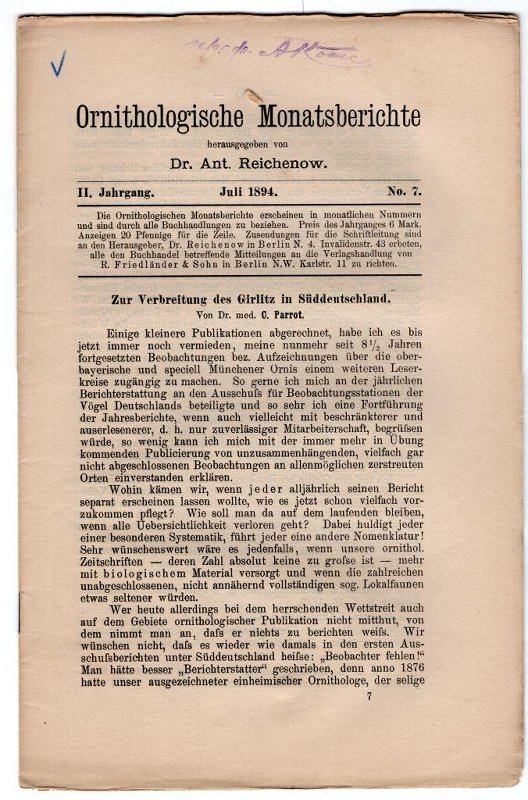 Ornithologische Monatsberichte
herausgegeben von
Dr. Ant. Reichenow.
II. Jahrgang. Juli 1894. No. 7.
Die Ornithologischen Monatsberichte erscheinen in monatlichen Nummern
und sind durch alle Buchhandlungen zu beziehen. Preis des Jahrganges 6 Mark.
Anzeigen 20 Pfennige für die Zeile. Zusendungen für die Schriftleitung sind
an den Herausgeber, Dr. Reichenow in Berlin N. 4. Invalidenstr. 43 erbeten,
alle den Buchhandel betreffende Mitteilungen an die Verlagshandlung von
R. Friedländer & Sohn in Berlin N.W. Karlstr. 11 zu richten.
Zur Verbreitung des Girlitz in Süddeutschland.
Von Dr. med. C. Parrot.
Einige kleinere Publikationen abgerechnet, habe ich es bis
jetzt immer noch vermieden, meine nunmehr seit 8½ Jahren
fortgesetzten Beobachtungen bez. Aufzeichnungen über die ober-
bayerische und speciell Münchener Ornis einem weiteren Leser-
kreise zugängig zu machen. So gerne ich mich an der jährlichen
Berichterstattung an den Ausschuſs für Beobachtungsstationen der
Vögel Deutschlands beteiligte und so sehr ich eine Fortführung
der Jahresberichte, wenn auch vielleicht mit beschränkterer und
auserlesenerer, d. h. nur zuverlässiger Mitarbeiterschaft, begrüſsen
würde, so wenig kann ich mich mit der immer mehr in Übung
kommenden Publicierung von unzusammenhängenden, vielfach gar
nicht abgeschlossenen Beobachtungen an allenmöglichen zerstreuten
Orten einverstanden erklären.
Wohin kämen wir, wenn jeder alljährlich seinen Bericht
separat erscheinen lassen wollte, wie es jetzt schon vielfach vor-
zukommen pflegt? Wie soll man da auf dem laufenden bleiben,
wenn alle Uebersichtlichkeit verloren geht? Dabei huldigt jeder
einer besonderen Systematik, führt jeder eine andere Nomenklatur!
Sehr wünschenswert wäre es jedenfalls, wenn unsere ornithol.
Zeitschriften — deren Zahl absolut keine zu groſse ist — mehr
mit biologischem Material versorgt und wenn die zahlreichen
unabgeschlossenen, nicht annähernd vollständigen sog. Lokalfaunen
etwas seltener würden.
Wer heute allerdings bei dem herrschenden Wettstreit auch
auf dem Gebiete ornithologischer Publikation nicht mitthut, von
dem nimmt man an, daſs er nichts zu berichten weiſs. Wir
wünschen nicht, daſs es wieder wie damals in den ersten Aus-
schuſsberichten unter Süddeutschland heiſse: „Beobachter fehlen!“
Man hätte besser „Berichterstatter“ geschrieben, denn anno 1876
hatte unser ausgezeichneter einheimischer Ornithologe, der selige
7